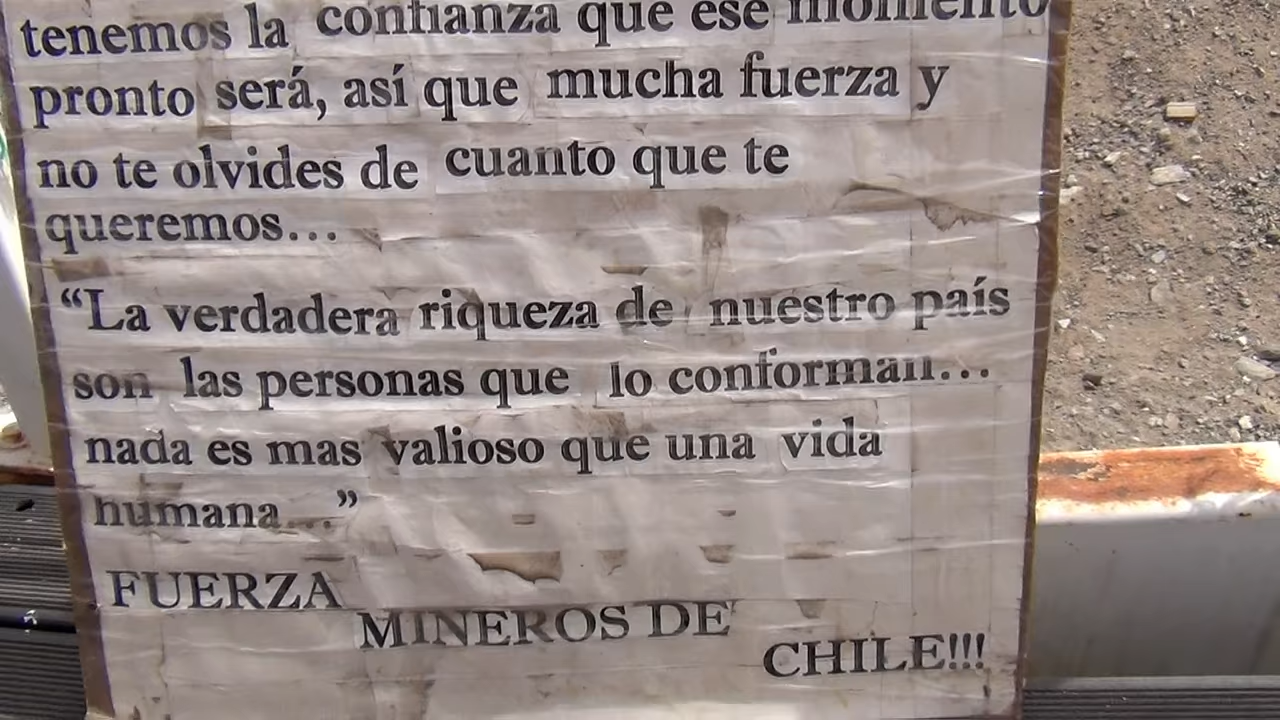 tenemos la confianza que ese momento
pronto será, así que mucha fuerza y
no te olvides de cuanto que te
queremos...
“La verdadera riqueza de nuestro país
son las personas que lo conforman...
nada es mas valioso que una vida
humana...”
FUERZA
MINEROS DE
CHILE!!!